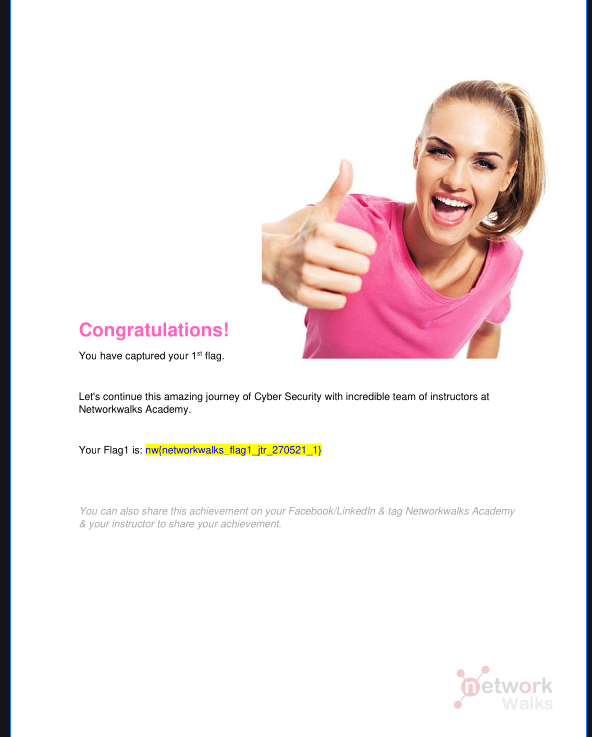 Congratulations!
You have captured your 1st flag.
Let's continue this amazing journey of Cyber Security with incredible team of instructors at
Networkwalks Academy.
Your Flag1 is: nw{networkwalks_flag1_jtr_270521_1}
You can also share this achievement on your Facebook/LinkedIn & tag Networkwalks Academy
& your instructor to share your achievement.
network
Walks